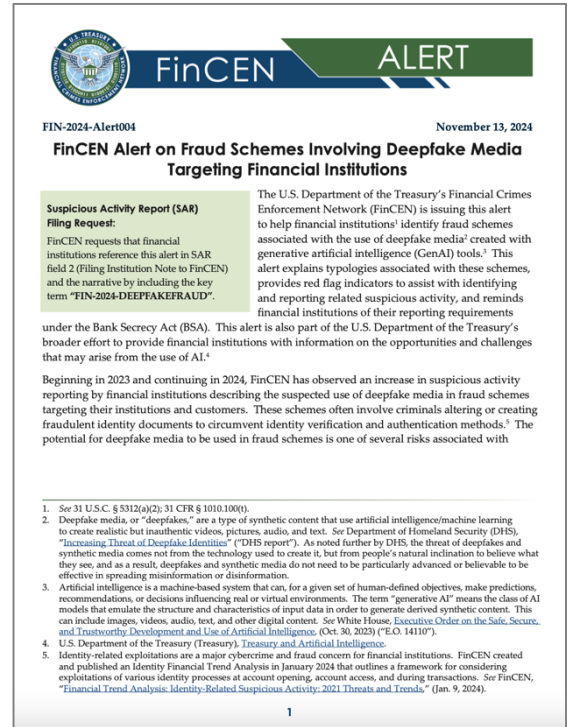 U.S. TREASURY
FINANCIAL CRIMES ENFORCEMENT NETWORK
FinCEN
ALERT
FIN-2024-Alert004
November 13, 2024
FinCEN Alert on Fraud Schemes Involving Deepfake Media
Targeting Financial Institutions
Suspicious Activity Report (SAR)
Filing Request:
FinCEN requests that financial
institutions reference this alert in SAR
field 2 (Filing Institution Note to FinCEN)
and the narrative by including the key
term “FIN-2024-DEEPFAKEFRAUD”.
The U.S. Department of the Treasury’s Financial Crimes
Enforcement Network (FinCEN) is issuing this alert
to help financial institutions1 identify fraud schemes
associated with the use of deepfake media2 created with
generative artificial intelligence (GenAI) tools.3 This
alert explains typologies associated with these schemes,
provides red flag indicators to assist with identifying
and reporting related suspicious activity, and reminds
financial institutions of their reporting requirements
under the Bank Secrecy Act (BSA). This alert is also part of the U.S. Department of the Treasury’s
broader effort to provide financial institutions with information on the opportunities and challenges
that may arise from the use of AI.4
Beginning in 2023 and continuing in 2024, FinCEN has observed an increase in suspicious activity
reporting by financial institutions describing the suspected use of deepfake media in fraud schemes
targeting their institutions and customers. These schemes often involve criminals altering or creating
fraudulent identity documents to circumvent identity verification and authentication methods.5 The
potential for deepfake media to be used in fraud schemes is one of several risks associated with
1. See 31 U.S.C. § 5312(a)(2); 31 CFR § 1010.100(t).
2. Deepfake media, or “deepfakes,” are a type of synthetic content that use artificial intelligence/machine learning
to create realistic but inauthentic videos, pictures, audio, and text. See Department of Homeland Security (DHS),
“Increasing Threat of Deepfake Identities” (“DHS report”). As noted further by DHS, the threat of deepfakes and
synthetic media comes not from the technology used to create it, but from people’s natural inclination to believe what
they see, and as a result, deepfakes and synthetic media do not need to be particularly advanced or believable to be
effective in spreading misinformation or disinformation.
3. Artificial intelligence is a machine-based system that can, for a given set of human-defined objectives, make predictions,
recommendations, or decisions influencing real or virtual environments. The term “generative AI” means the class of AI
models that emulate the structure and characteristics of input data in order to generate derived synthetic content. This
can include images, videos, audio, text, and other digital content. See White House, Executive Order on the Safe, Secure,
and Trustworthy Development and Use of Artificial Intelligence, (Oct. 30, 2023) (“E.O. 14110”).
4. U.S. Department of the Treasury (Treasury), Treasury and Artificial Intelligence.
5. Identity-related exploitations are a major cybercrime and fraud concern for financial institutions. FinCEN created
and published an Identity Financial Trend Analysis in January 2024 that outlines a framework for considering
exploitations of various identity processes at account opening, account access, and during transactions. See FinCEN,
“Financial Trend Analysis: Identity-Related Suspicious Activity: 2021 Threats and Trends,” (Jan. 9, 2024).
1